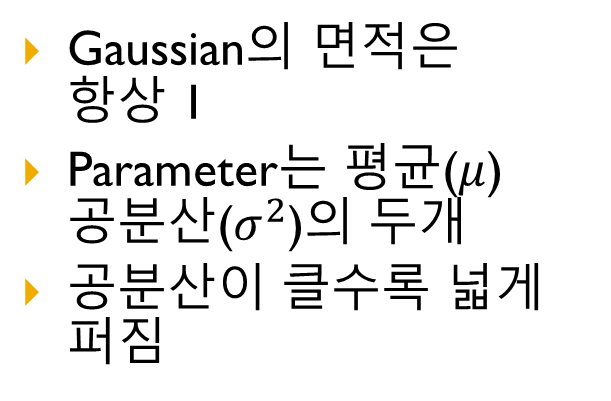 Gaussian의 면적은
항상 1
Parameter는 평균(μ)
공분산(σ²)의 두개
공분산이 클수록 넓게
퍼짐